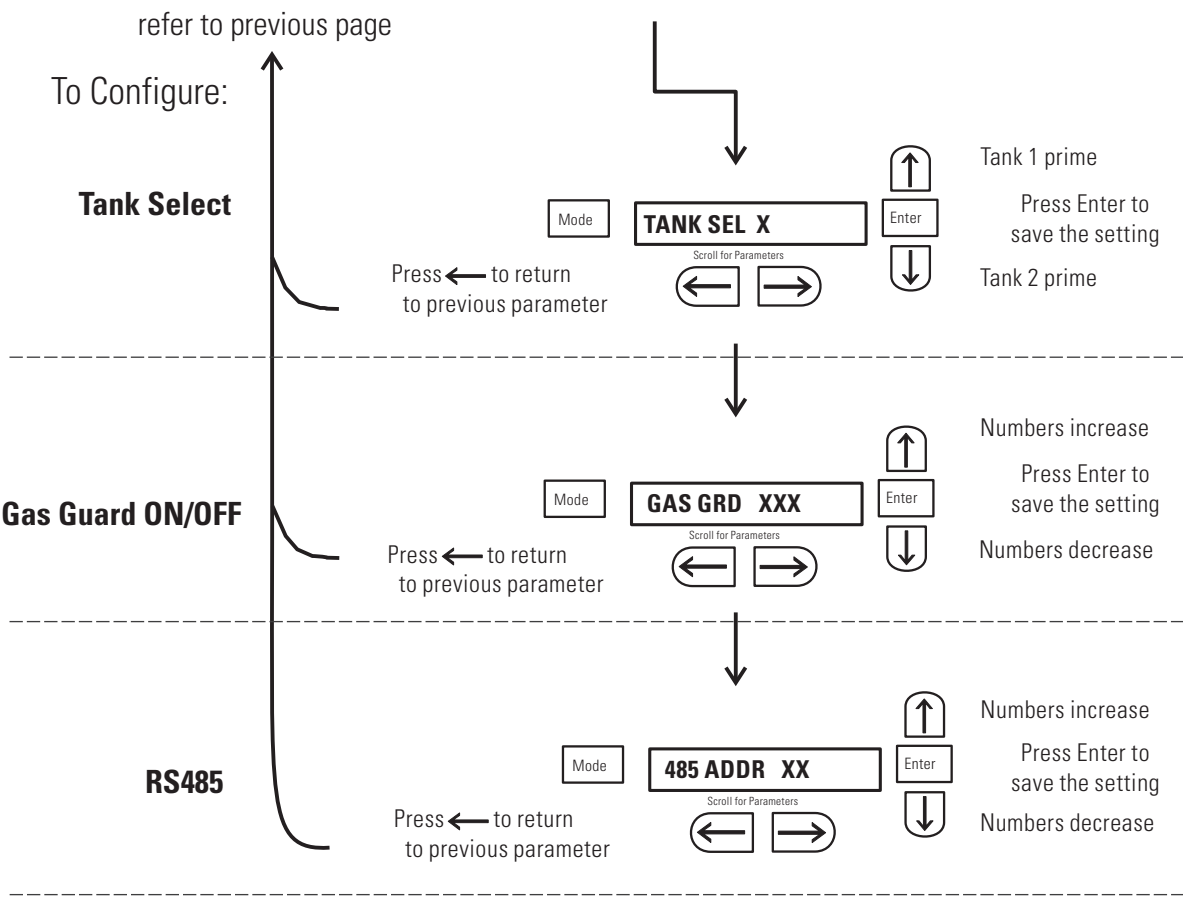 refer to previous page
To Configure:
Tank Select
Mode
TANK SEL X
Scroll for Parameters
Enter
Tank 1 prime
Press Enter to
save the setting
Tank 2 prime
Press ← to return
to previous parameter
Gas Guard ON/OFF
Mode
GAS GRD XXX
Scroll for Parameters
Enter
Numbers increase
Press Enter to
save the setting
Numbers decrease
Press ← to return
to previous parameter
RS485
Mode
485 ADDR XX
Scroll for Parameters
Enter
Numbers increase
Press Enter to
save the setting
Numbers decrease
Press ← to return
to previous parameter